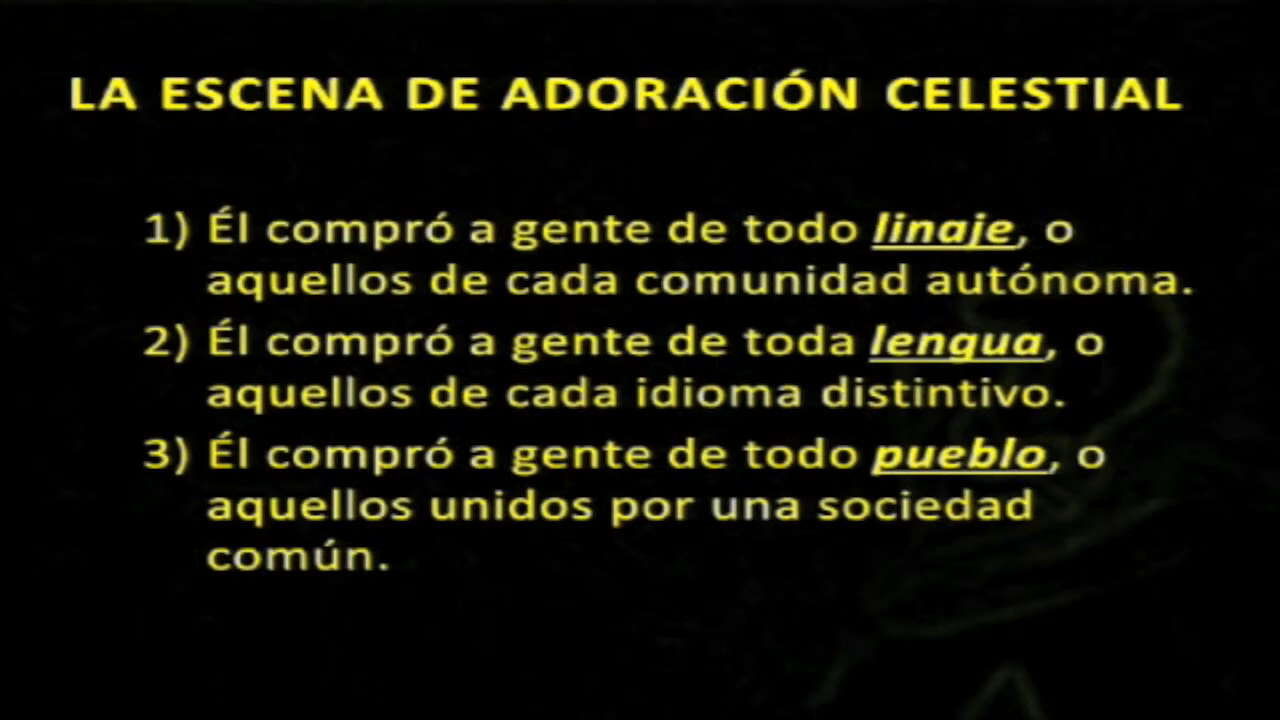 LA ESCENA DE ADORACIÓN CELESTIAL
1) Él compró a gente de todo linaje, o
aquellos de cada comunidad autónoma.
2) Él compró a gente de toda lengua, o
aquellos de cada idioma distintivo.
3) Él compró a gente de todo pueblo, o
aquellos unidos por una sociedad
común.